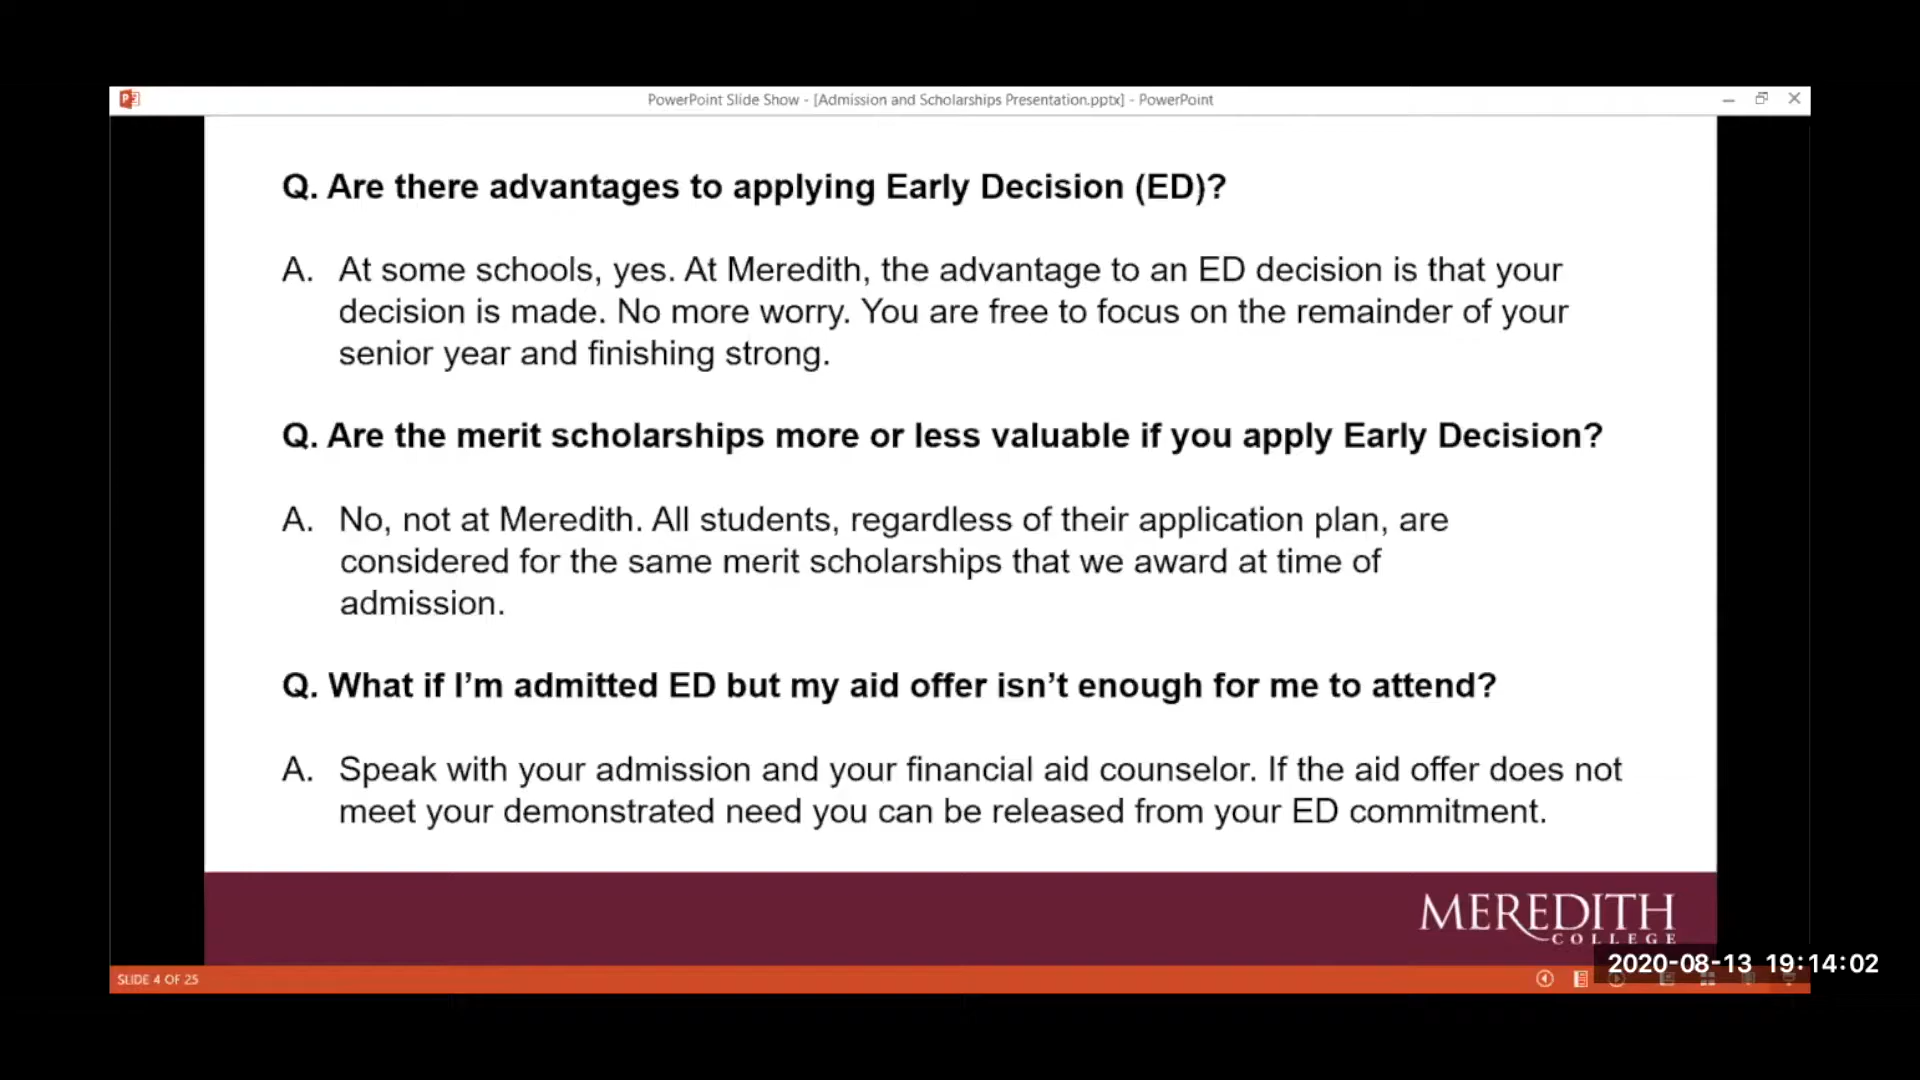 PowerPoint Slide Show - [Admission and Scholarships Presentation.pptx] - PowerPoint
Q. Are there advantages to applying Early Decision (ED)?
A. At some schools, yes. At Meredith, the advantage to an ED decision is that your
decision is made. No more worry. You are free to focus on the remainder of your
senior year and finishing strong.
Q. Are the merit scholarships more or less valuable if you apply Early Decision?
A. No, not at Meredith. All students, regardless of their application plan, are
considered for the same merit scholarships that we award at time of
admission.
Q. What if I’m admitted ED but my aid offer isn’t enough for me to attend?
A. Speak with your admission and your financial aid counselor. If the aid offer does not
meet your demonstrated need you can be released from your ED commitment.
MEREDITH
COLLEGE
2020-08-13 19:14:02
SLIDE 4 OF 25